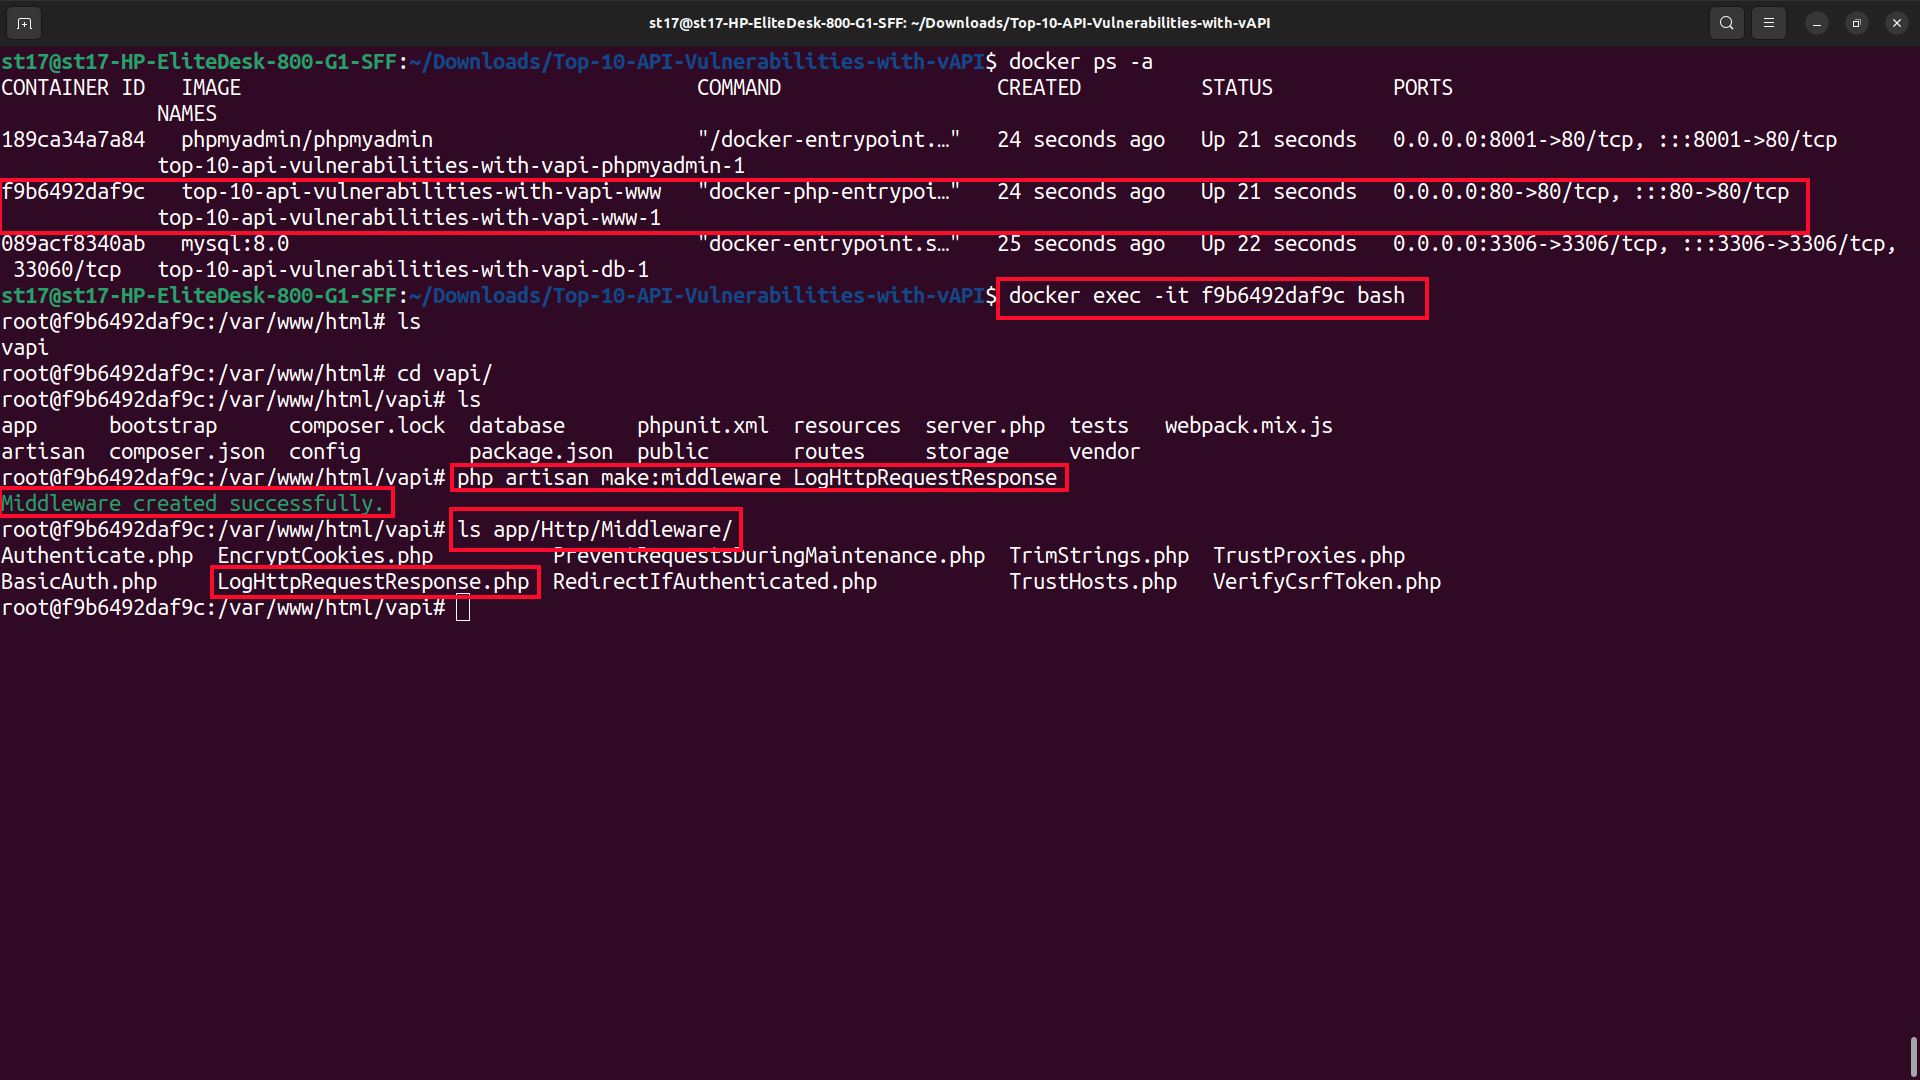 st17@st17-HP-EliteDesk-800-G1-SFF: ~/Downloads/Top-10-API-Vulnerabilities-with-vAPI
st17@st17-HP-EliteDesk-800-G1-SFF:~/Downloads/Top-10-API-Vulnerabilities-with-vAPI$ docker ps -a
CONTAINER ID   IMAGE                                      COMMAND                  CREATED          STATUS          PORTS
             NAMES
189ca34a7a84   phpmyadmin/phpmyadmin                      "/docker-entrypoint.…"   24 seconds ago   Up 21 seconds   0.0.0.0:8001->80/tcp, :::8001->80/tcp
             top-10-api-vulnerabilities-with-vapi-phpmyadmin-1
f9b6492daf9c   top-10-api-vulnerabilities-with-vapi-www   "docker-php-entrypoi…"   24 seconds ago   Up 21 seconds   0.0.0.0:80->80/tcp, :::80->80/tcp
             top-10-api-vulnerabilities-with-vapi-www-1
089acf8340ab   mysql:8.0                                  "docker-entrypoint.s…"   25 seconds ago   Up 22 seconds   0.0.0.0:3306->3306/tcp, :::3306->3306/tcp,
 33060/tcp   top-10-api-vulnerabilities-with-vapi-db-1
st17@st17-HP-EliteDesk-800-G1-SFF:~/Downloads/Top-10-API-Vulnerabilities-with-vAPI$ docker exec -it f9b6492daf9c bash
root@f9b6492daf9c:/var/www/html# ls
vapi
root@f9b6492daf9c:/var/www/html# cd vapi/
root@f9b6492daf9c:/var/www/html/vapi# ls
app      bootstrap      composer.lock  database      phpunit.xml  resources  server.php  tests   webpack.mix.js
artisan  composer.json  config         package.json  public       routes     storage     vendor
root@f9b6492daf9c:/var/www/html/vapi# php artisan make:middleware LogHttpRequestResponse
Middleware created successfully.
root@f9b6492daf9c:/var/www/html/vapi# ls app/Http/Middleware/
Authenticate.php  EncryptCookies.php          PreventRequestsDuringMaintenance.php  TrimStrings.php  TrustProxies.php
BasicAuth.php     LogHttpRequestResponse.php  RedirectIfAuthenticated.php           TrustHosts.php   VerifyCsrfToken.php
root@f9b6492daf9c:/var/www/html/vapi#